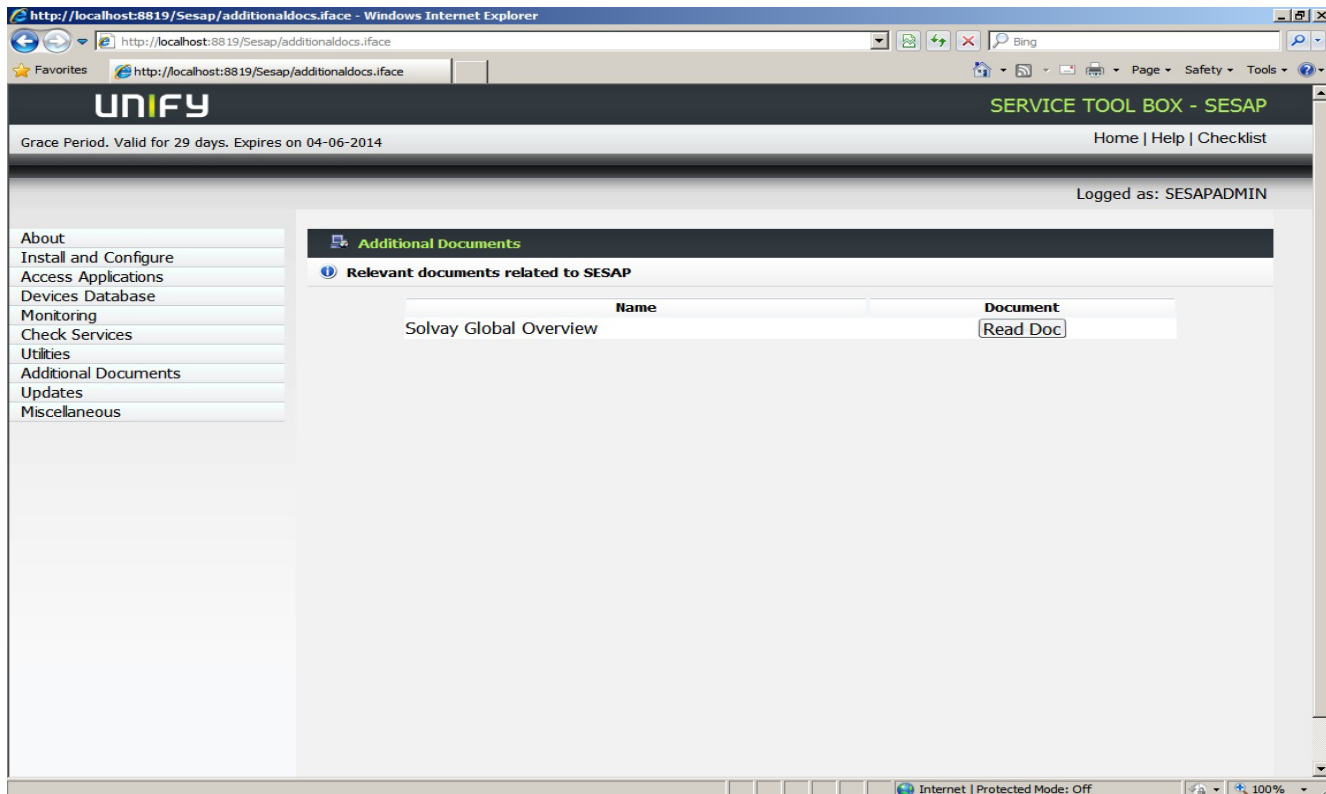 http://localhost:8819/Sesap/additionaldocs.iface - Windows Internet Explorer
http://localhost:8819/Sesap/additionaldocs.iface
Bing
Favorites
http://localhost:8819/Sesap/additionaldocs.iface
Page Safety Tools
UNIFY
SERVICE TOOL BOX - SESAP
Grace Period. Valid for 29 days. Expires on 04-06-2014
Home | Help | Checklist
Logged as: SESAPADMIN
About
Install and Configure
Access Applications
Devices Database
Monitoring
Check Services
Utilities
Additional Documents
Updates
Miscellaneous
Additional Documents
Relevant documents related to SESAP
Name Document
Solvay Global Overview Read Doc
Internet | Protected Mode: Off
100%